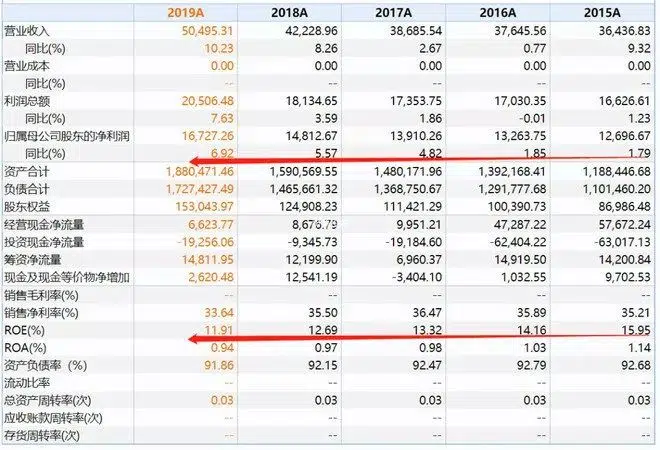 2019A 2018A 2017A 2016A 2015A
营业收入 50,495.31 42,228.96 38,685.54 37,645.56 36,436.83
同比(%) 10.23 8.26 2.67 0.77 9.32
营业成本 0.00 0.00 0.00 0.00 0.00
同比(%) -- -- -- -- --
利润总额 20,506.48 18,134.65 17,353.75 17,030.35 16,626.61
同比(%) 7.63 3.59 1.86 -0.01 1.23
归属母公司股东的净利润 16,727.26 14,812.67 13,910.26 13,263.75 12,696.67
同比(%) 6.92 5.57 4.82 1.85 1.79
资产合计 1,880,471.46 1,590,569.55 1,480,171.96 1,392,168.41 1,188,446.68
负债合计 1,727,427.49 1,465,661.32 1,368,750.67 1,291,777.68 1,101,460.20
股东权益 153,043.97 124,908.23 111,421.29 100,390.73 86,986.48
经营现金净流量 6,623.77 8,676.79 9,951.21 47,287.22 57,672.24
投资现金净流量 -19,256.06 -9,345.73 -19,184.60 -62,404.22 -63,017.13
筹资净流量 14,811.95 12,199.90 6,960.37 14,919.50 14,200.84
现金及现金等价物净增加 2,620.48 12,541.19 -3,404.10 1,032.55 9,702.53
销售毛利率(%) -- -- -- -- --
销售净利率(%) 33.64 35.50 36.47 35.89 35.21
ROE(%) 11.91 12.69 13.32 14.16 15.95
ROA(%) 0.94 0.97 0.98 1.03 1.14
资产负债率（%） 91.86 92.15 92.47 92.79 92.68
流动比率 -- -- -- -- --
总资产周转率(次) 0.03 0.03 0.03 0.03 0.03
应收账款周转率(次) -- -- -- -- --
存货周转率(次) -- -- -- -- --